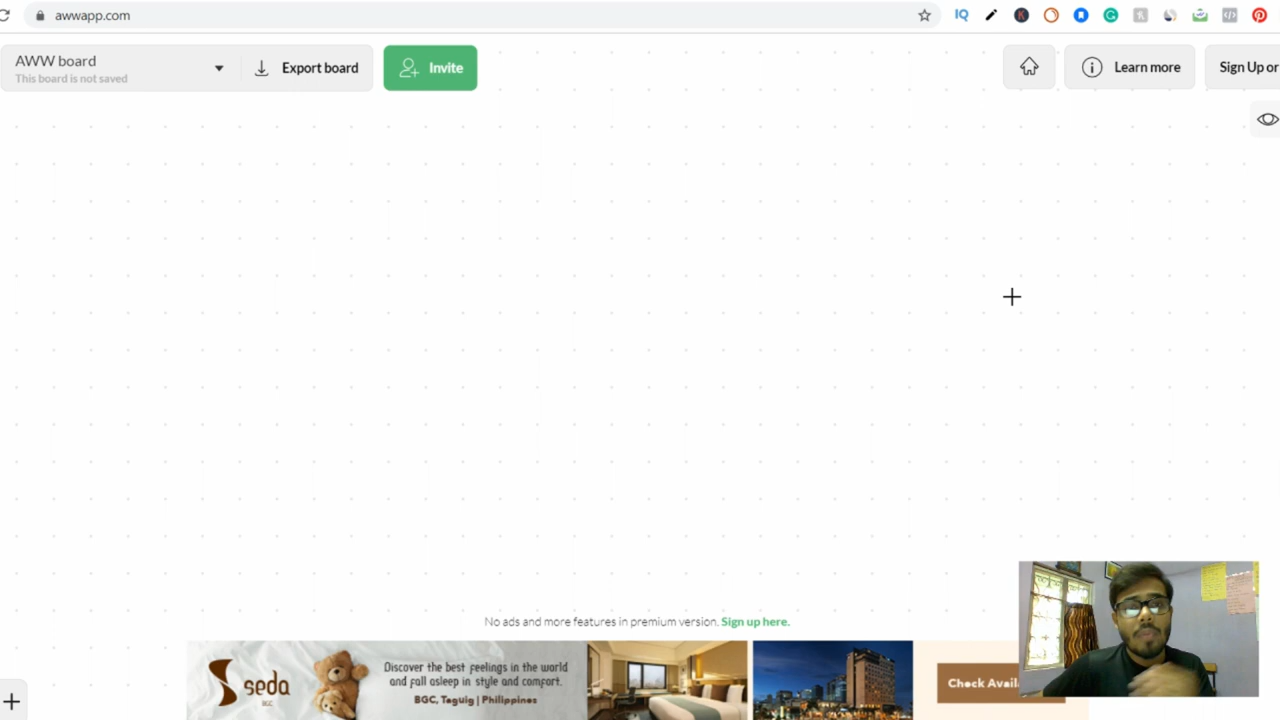 awwapp.com
IQ
AWW board
This board is not saved
Export board
Invite
Learn more
Sign Up or
No ads and more features in premium version. Sign up here.
seda
BGC
Discover the best feelings in the world
and fall asleep in style and comfort.
BGC, Taguig | Philippines
Check Avail